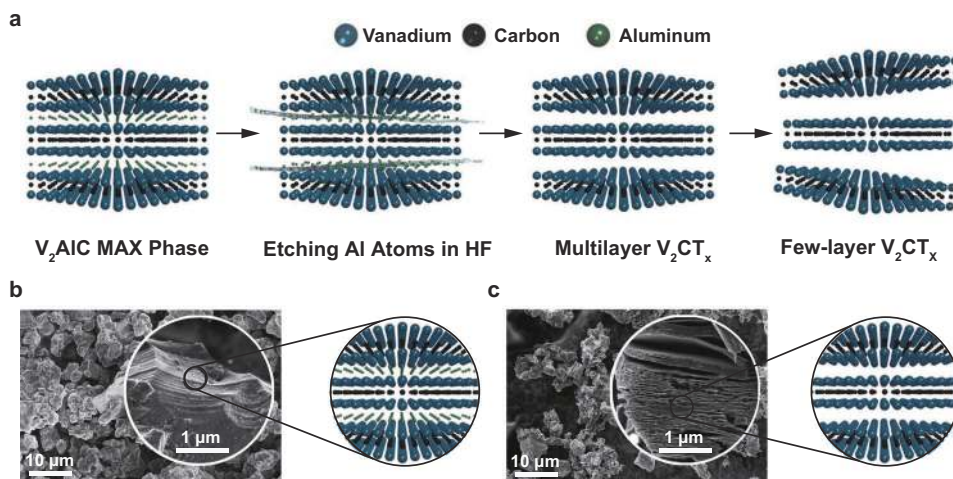 a
Vanadium Carbon Aluminum
V₂AlC MAX Phase
Etching Al Atoms in HF
Multilayer V₂CTₓ
Few-layer V₂CTₓ
b
c
1 μm
10 μm
1 μm
10 μm